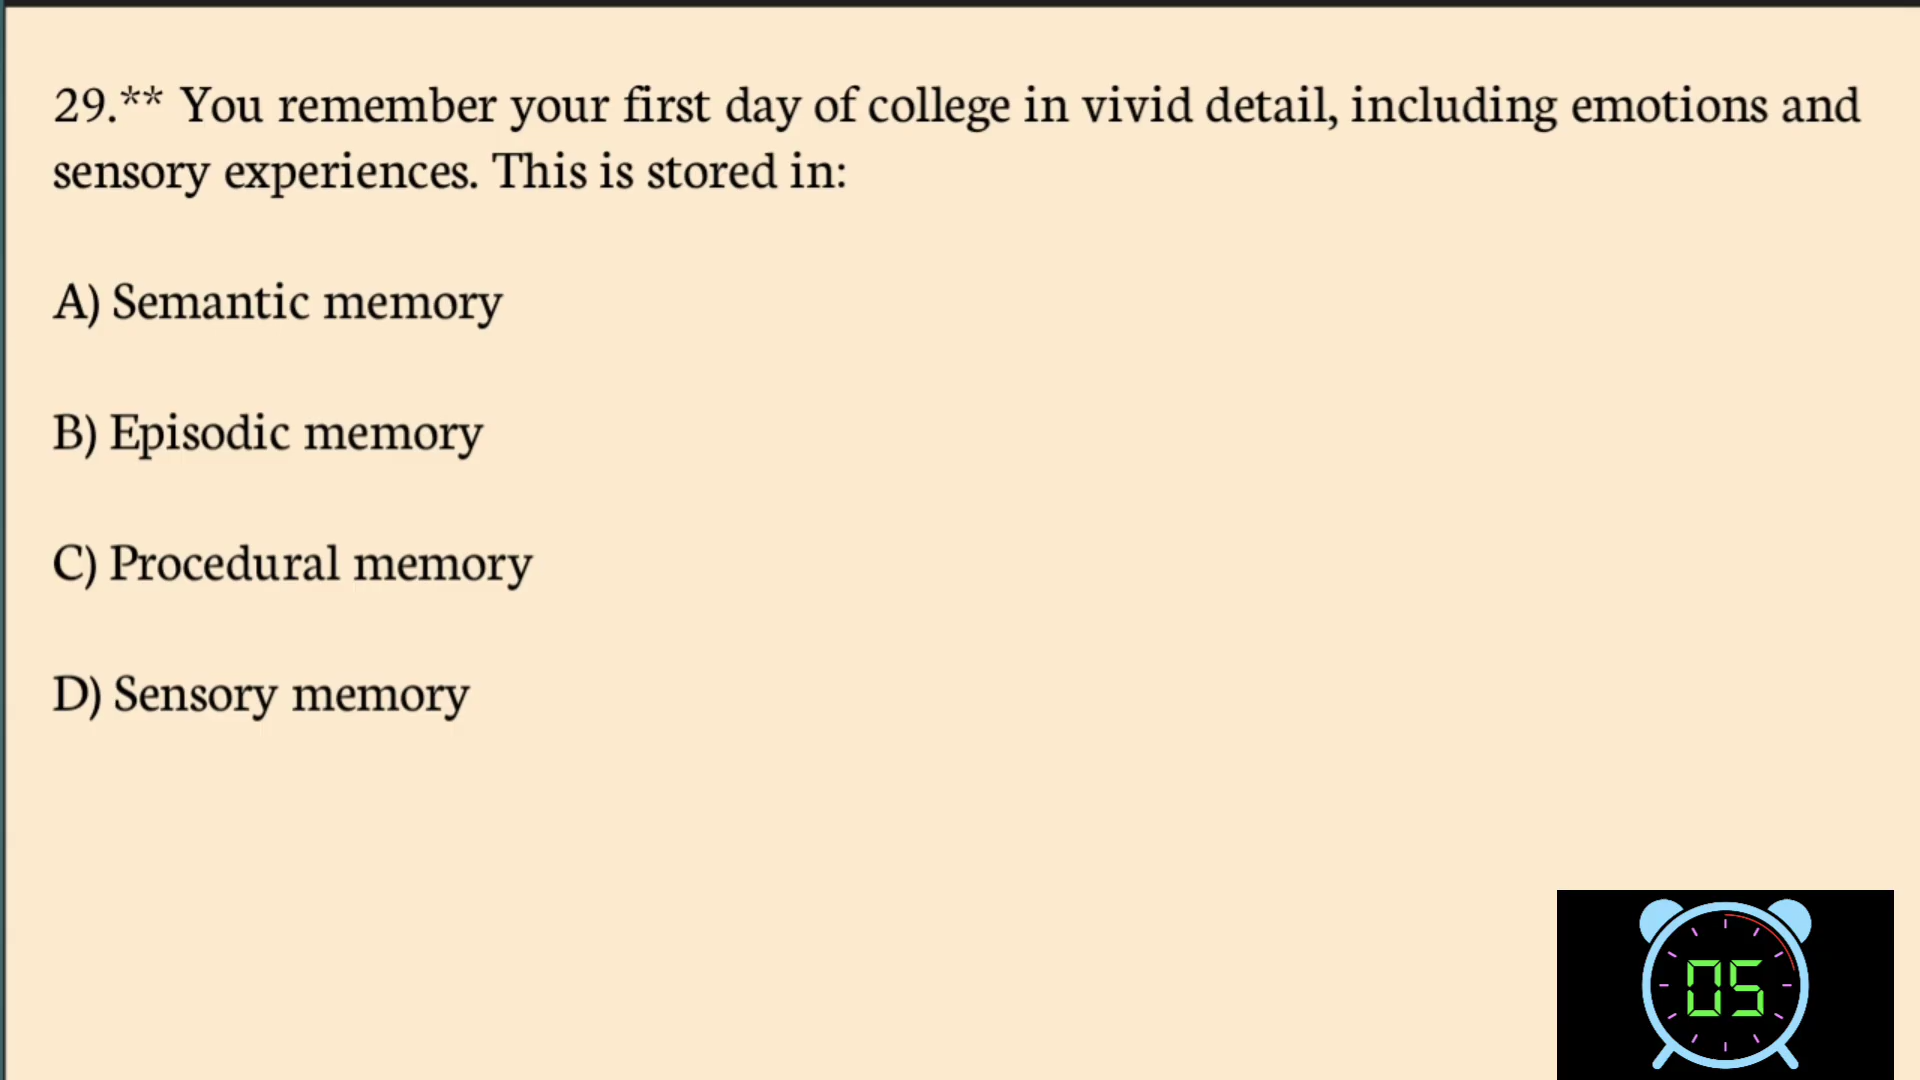 29.** You remember your first day of college in vivid detail, including emotions and
sensory experiences. This is stored in:
A) Semantic memory
B) Episodic memory
C) Procedural memory
D) Sensory memory
05